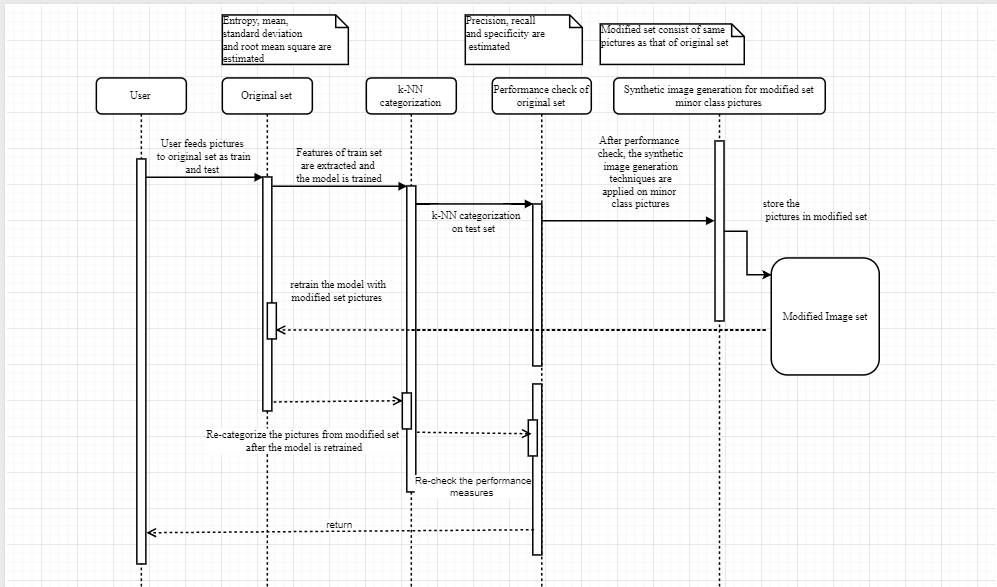 Entropy, mean,
standard deviation
and root mean square are
estimated
Precision, recall
and specificity are
estimated
Modified set consist of same
pictures as that of original set
User
Original set
k-NN
categorization
Performance check of
original set
Synthetic image generation for modified set
minor class pictures
User feeds pictures
to original set as train
and test
Features of train set
are extracted and
the model is trained
k-NN categorization
on test set
After performance
check, the synthetic
image generation
techniques are
applied on minor
class pictures
store the
pictures in modified set
Modified Image set
retrain the model with
modified set pictures
Re-categorize the pictures from modified set
after the model is retrained
Re-check the performance
measures
return